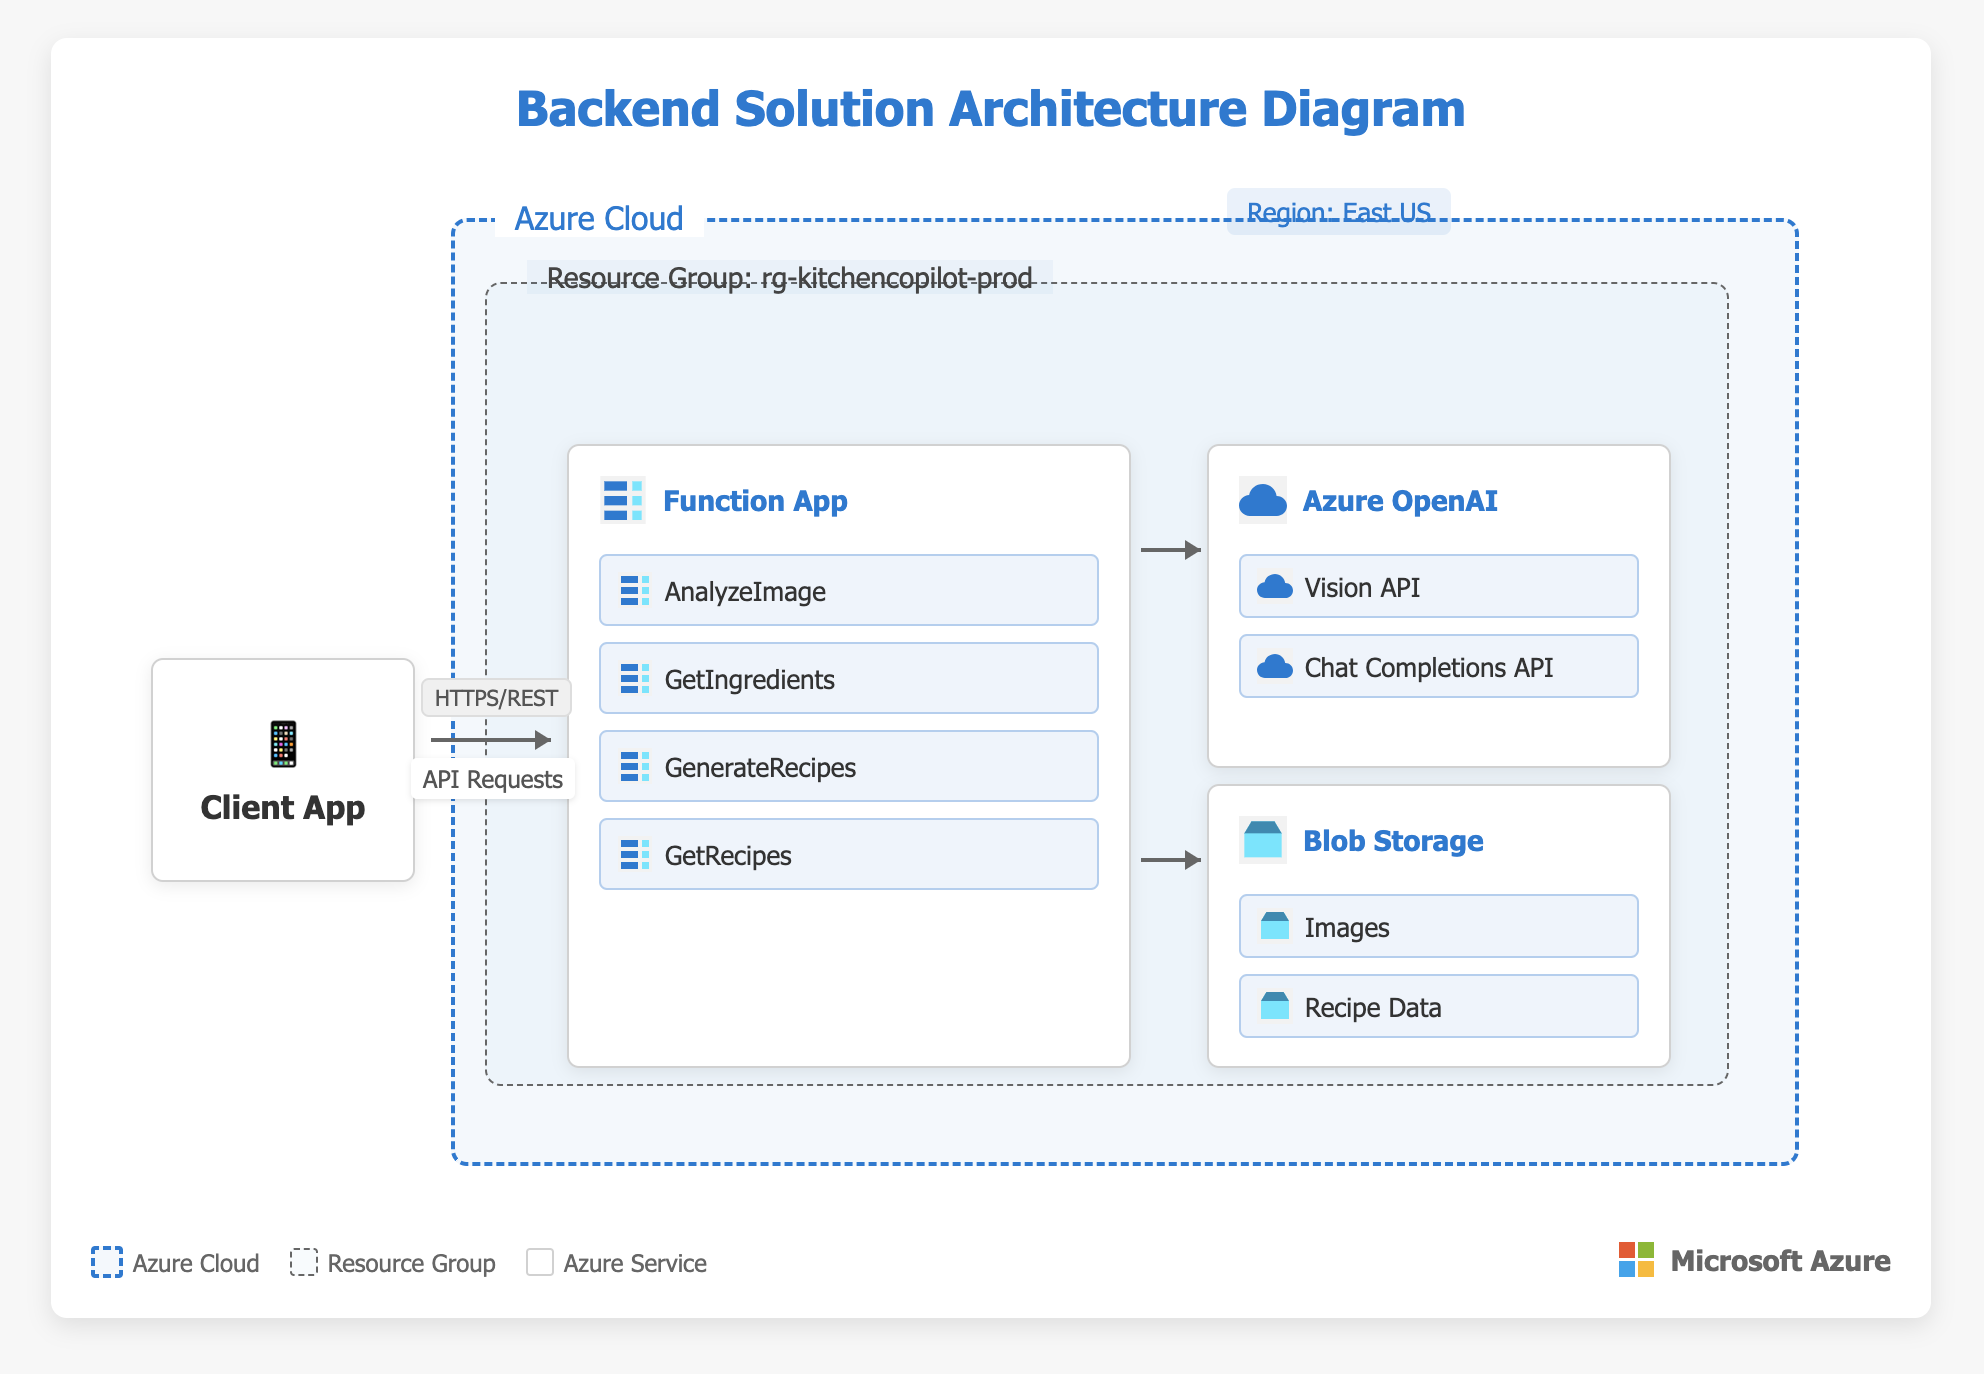 Backend Solution Architecture Diagram
Azure Cloud
Region: East US
Resource Group: rg-kitchencopilot-prod
Client App
HTTPS/REST
API Requests
Function App
AnalyzeImage
GetIngredients
GenerateRecipes
GetRecipes
Azure OpenAI
Vision API
Chat Completions API
Blob Storage
Images
Recipe Data
Azure Cloud
Resource Group
Azure Service
Microsoft Azure